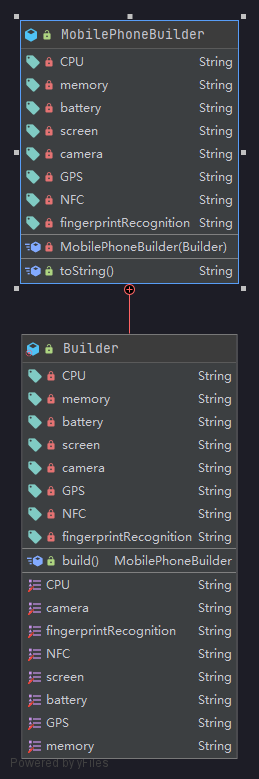 MobilePhoneBuilder
CPU String
memory String
battery String
screen String
camera String
GPS String
NFC String
fingerprintRecognition String
MobilePhoneBuilder(Builder)
toString() String
Builder
CPU String
memory String
battery String
screen String
camera String
GPS String
NFC String
fingerprintRecognition String
build() MobilePhoneBuilder
CPU String
camera String
fingerprintRecognition String
NFC String
screen String
battery String
GPS String
memory String
Powered by yFiles